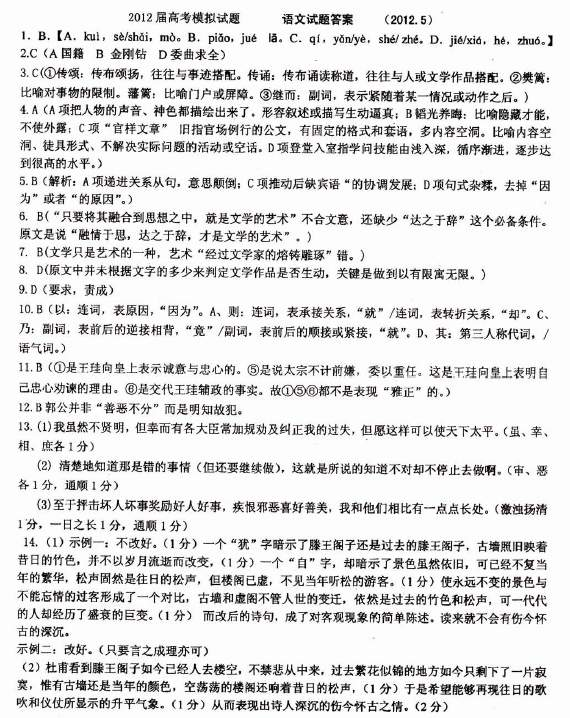 2012届高考模拟试题 语文试题答案 （2012.5）
1. B.【A. kuì, sè/shāi, mò。B. piāo, jué lā。C. qí, yōn/yè, shé/zhé。D. jié/xié, hé, zhuó。】
2.C（A 国籍 B 金刚钻 D 委曲求全）
3.C(①传颂：传布颂扬，往往与事迹搭配。传诵：传布诵读称道，往往与人或文学作品搭配。②樊篱：
比喻对事物的限制。藩篱：比喻门户或屏障。③继而：副词，表示紧随着某一情况或动作之后。)
4.A（A项把人物的声音、神色都描绘出来了。形容叙述或描写生动逼真；B韬光养晦：比喻隐藏才能，
不使外露；C项“官样文章” 旧指官场例行的公文，有固定的格式和套语，多内容空洞。比喻内容空
洞、徒具形式、不解决实际问题的活动或空话。D项登堂入室指学问技能由浅入深，循序渐进，逐步达
到很高的水平。）
5.B（解析：A项递进关系从句，意思颠倒；C项推动后缺宾语“的协调发展；D项句式杂糅，去掉“因
为”或者“的原因”。）
6. B(“只要将其融合到思想之中，就是文学的艺术”不合文意，还缺少“达之于辞”这个必备条件。
原文是说“融情于思，达之于辞，才是文学的艺术”。)
7. B(文学只是艺术的一种，艺术“经过文学家的熔铸雕琢”错。)
8. D(原文中并未根据文字的多少来判定文学作品是否生动，关键是做到以有限寓无限。)
9.D（要求，责成）
10.B（以：连词，表原因，“因为”。A、则：连词，表承接关系，“就”/连词，表转折关系，“却”。C、
乃：副词，表前后的逆接相背，“竟”/副词，表前后的顺接或紧接，“就”。D、其：第三人称代词，/
语气词。）
11.B（①是王珪向皇上表示诚意与忠心的。⑤是说太宗不计前嫌，委以重任。这是王珪向皇上表明自
己忠心劝谏的理由。⑥是交代王珪辅政的事实。故①⑤⑥都不是表现“雅正”的。）
12.B 郭公并非“善恶不分”而是明知故犯。
13.(1)我虽然不贤明，但幸而有各大臣常加规劝及纠正我的过失，但愿这样可以使天下太平。（虽、幸、
相、庶各1分）
(2) 清楚地知道那是错的事情（但还要继续做），这就是所说的知道不对却不停止去做啊。（审、恶
各1分，通顺1分）
(3)至于抨击坏人坏事奖励好人好事，疾恨邪恶喜好善美，我和他们相比有一点点长处。（激浊扬清
1分，一日之长1分，通顺1分）
14.（1）示例一：不改好。（1分）一个“犹”字暗示了滕王阁子还是过去的滕王阁子，古墙照旧映着
昔日的竹色，并不以岁月流逝而改变，（1分）一个“自”字，却暗示了景色虽然依旧，可已经不复当
年的繁华，松声固然是往日的松声，但楼阁已虚，不见当年听松的游客。（1分）使永远不变的景色与
不能忘情的过客形成了一个对比，古墙和虚阁不管人世的变迁，依然是过去的竹色和松声，可一代代
的人却经历了盛衰的巨变。（1分） 而改后的诗句，成了对客观现象的简单陈述。读来就不会有伤今怀
古的深沉。
示例二：改好。（只要言之成理亦可）
（2）杜甫看到滕王阁子如今已经人去楼空，不禁悲从中来，过去繁花似锦的地方如今只剩下了一片寂
寞，惟有古墙还是当年的颜色，空荡荡的楼阁还响着昔日的松声，（1分）于是希望能够再现往日的歌
吹和仪仗所显示的升平气象。（1分）从而表现出诗人深沉的伤今怀古之情。（2分）